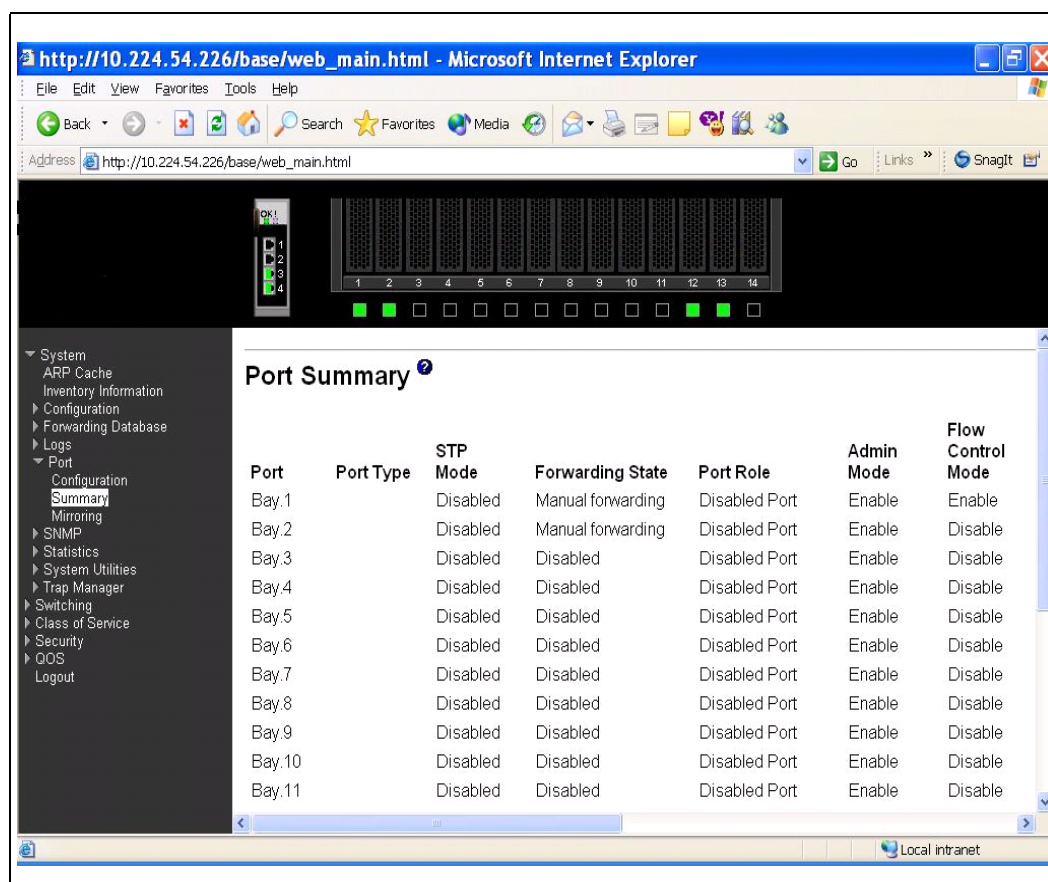 http://10.224.54.226/base/web_main.html - Microsoft Internet Explorer
File Edit View Favorites Tools Help
Back Search Favorites Media
Address http://10.224.54.226/base/web_main.html Go Links » SnagIt
OK!
1
2
3
4
1 2 3 4 5 6 7 8 9 10 11 12 13 14
System
ARP Cache
Inventory Information
Configuration
Forwarding Database
Logs
Port
Configuration
Summary
Mirroring
SNMP
Statistics
System Utilities
Trap Manager
Switching
Class of Service
Security
QOS
Logout
Port Summary ?
Port Port Type STP Mode Forwarding State Port Role Admin Mode Flow Control Mode
Bay.1 Disabled Manual forwarding Disabled Port Enable Enable
Bay.2 Disabled Manual forwarding Disabled Port Enable Disable
Bay.3 Disabled Disabled Disabled Port Enable Disable
Bay.4 Disabled Disabled Disabled Port Enable Disable
Bay.5 Disabled Disabled Disabled Port Enable Disable
Bay.6 Disabled Disabled Disabled Port Enable Disable
Bay.7 Disabled Disabled Disabled Port Enable Disable
Bay.8 Disabled Disabled Disabled Port Enable Disable
Bay.9 Disabled Disabled Disabled Port Enable Disable
Bay.10 Disabled Disabled Disabled Port Enable Disable
Bay.11 Disabled Disabled Disabled Port Enable Disable
Local intranet